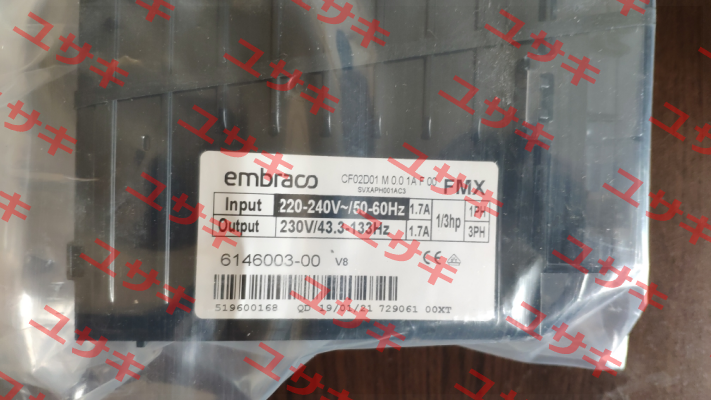 embraco CF02D01 M 0.0 1A F 00 FMX
SVXAPH001AC3
Input 220-240V~/50-60Hz 1.7A 1/3hp 1PH
Output 230V/43.3-133Hz 1.7A 3PH
6146003-00 V8 CE
519600168 QD 19/01/21 729061 00XT
ユサキ